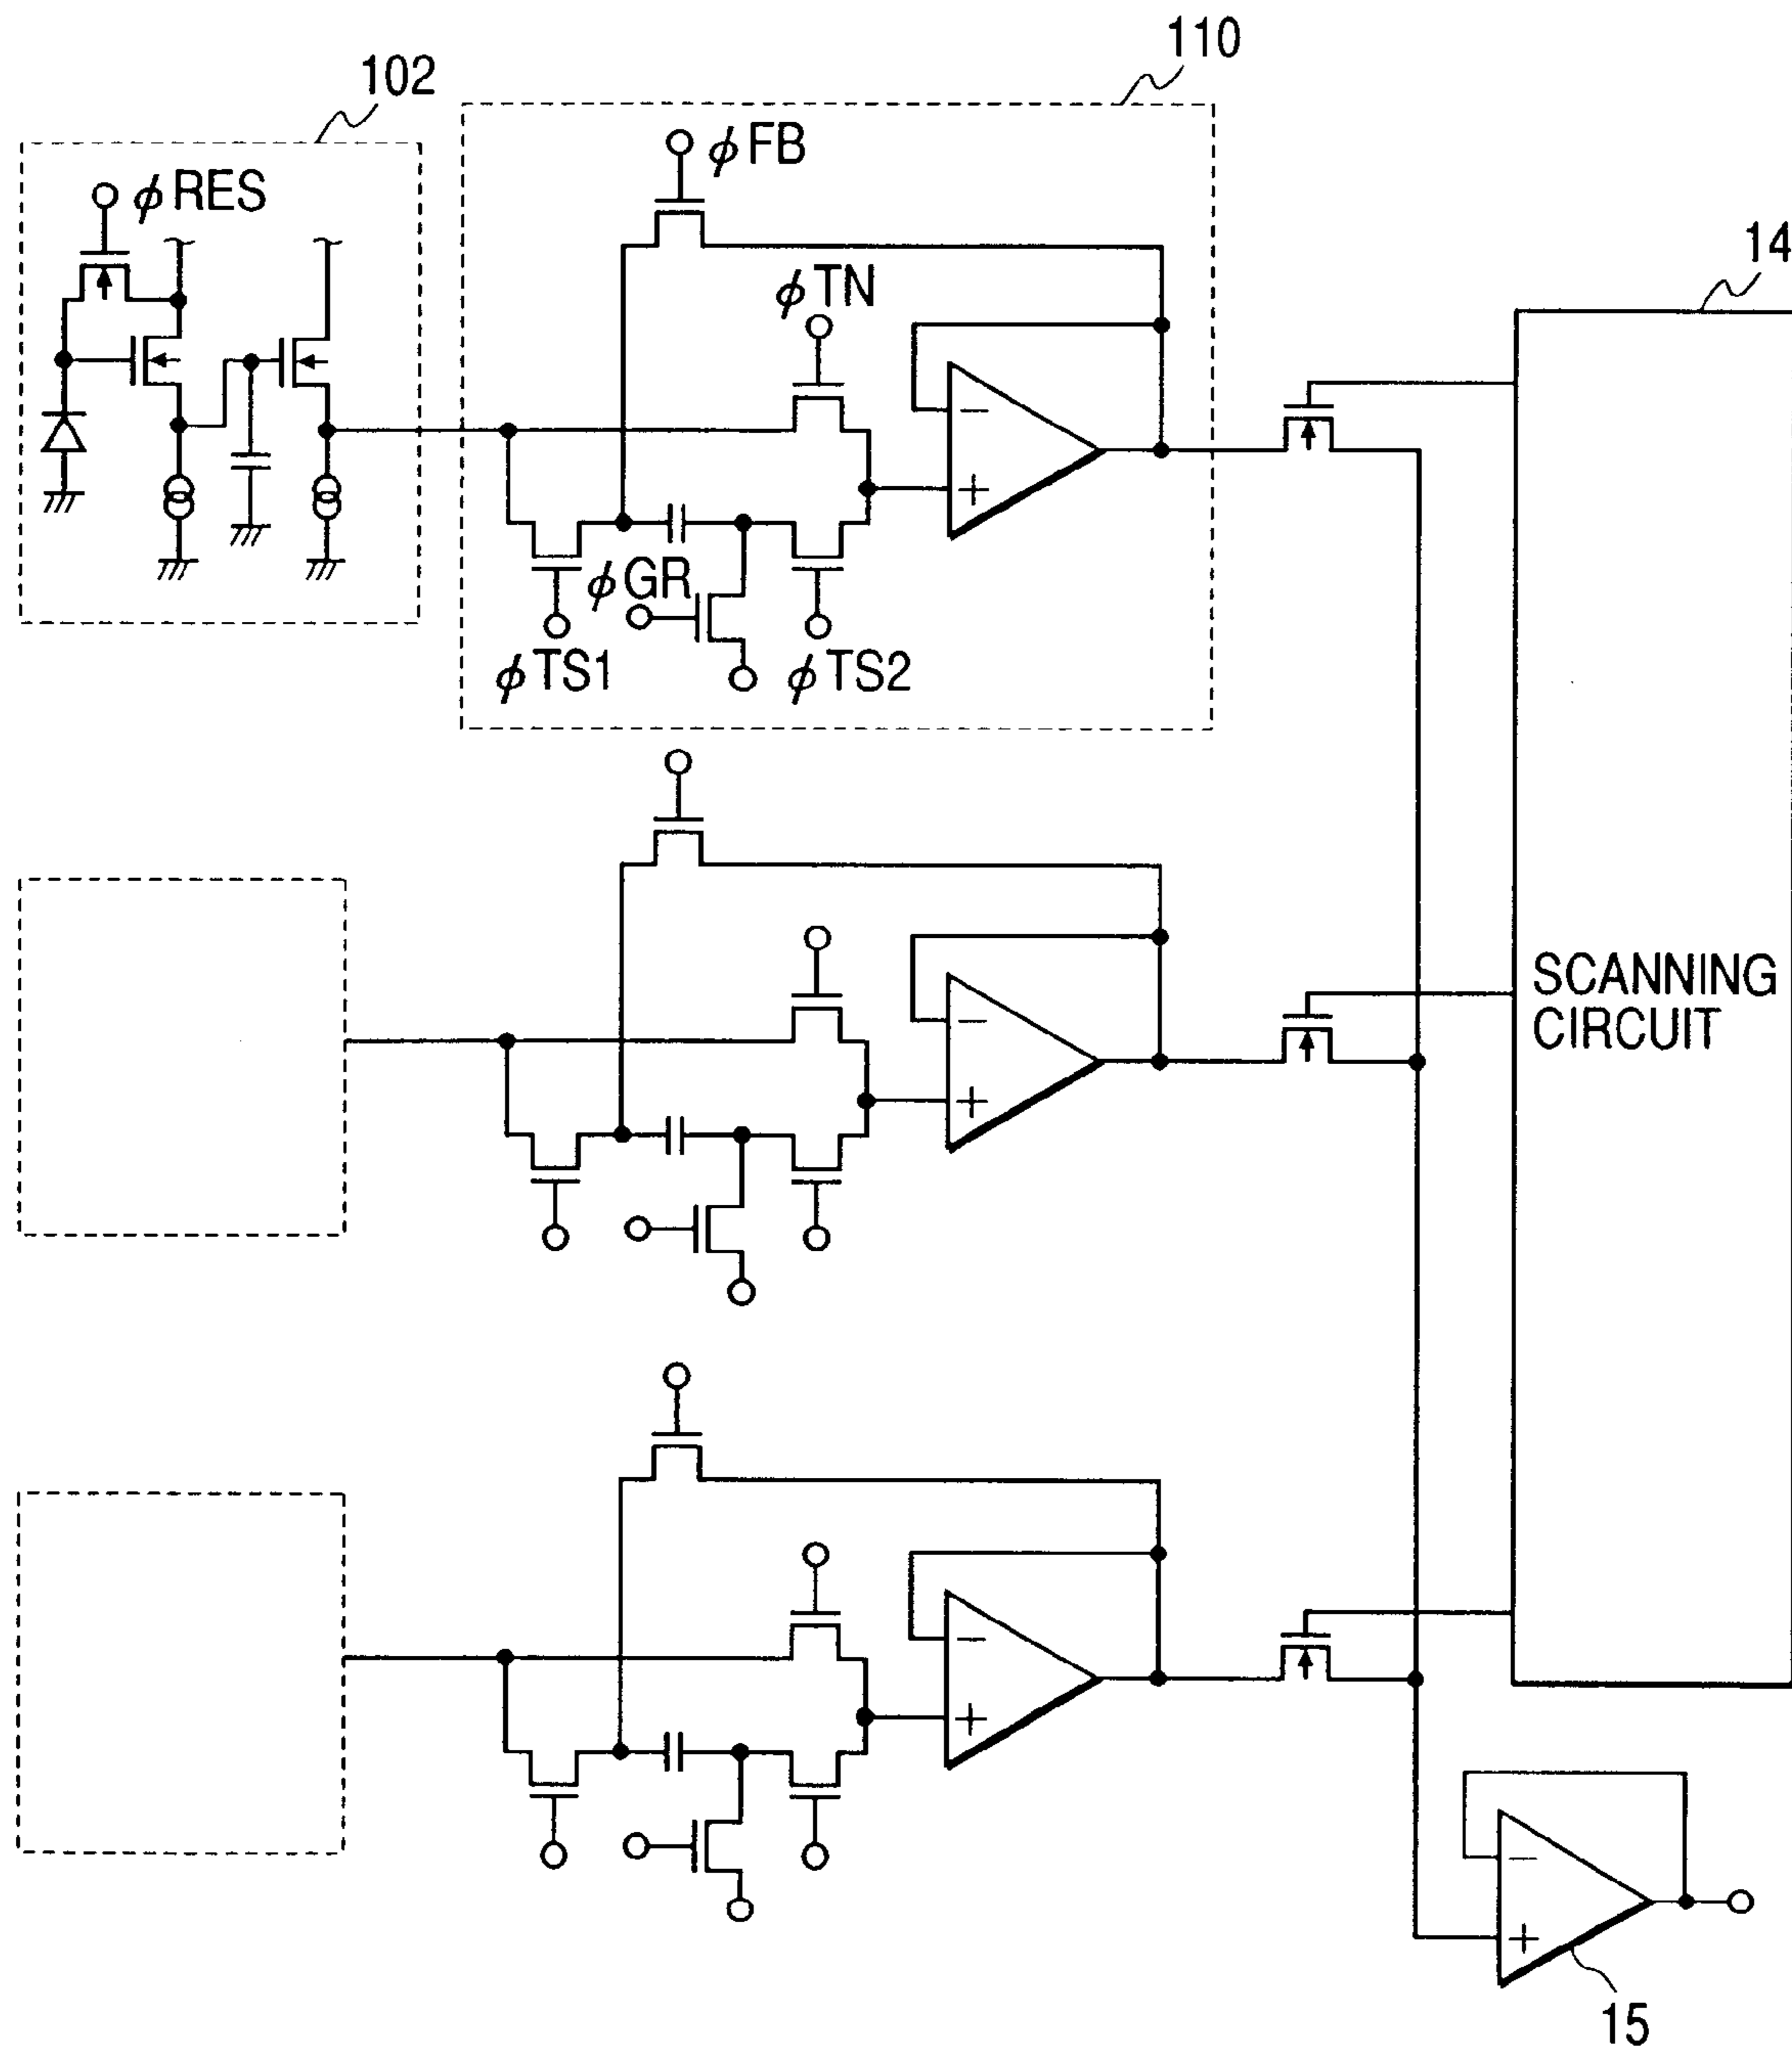 110
102
φFB
φRES
14
φTN
−
+
φGR
φTS1
φTS2
−
+
SCANNING
CIRCUIT
−
+
−
+
15